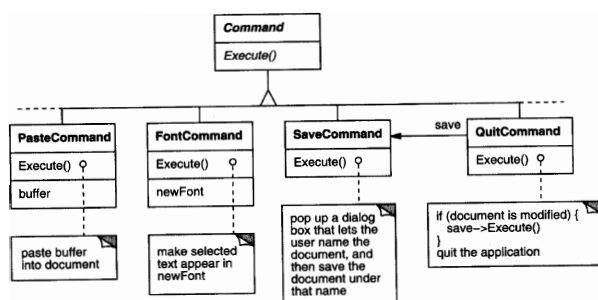 Command
Execute()
PasteCommand
Execute()
buffer
FontCommand
Execute()
newFont
SaveCommand
Execute()
save
QuitCommand
Execute()
paste buffer
into document
make selected
text appear in
newFont
pop up a dialog
box that lets the
user name the
document, and
then save the
document under
that name
if (document is modified) {
save->Execute()
}
quit the application